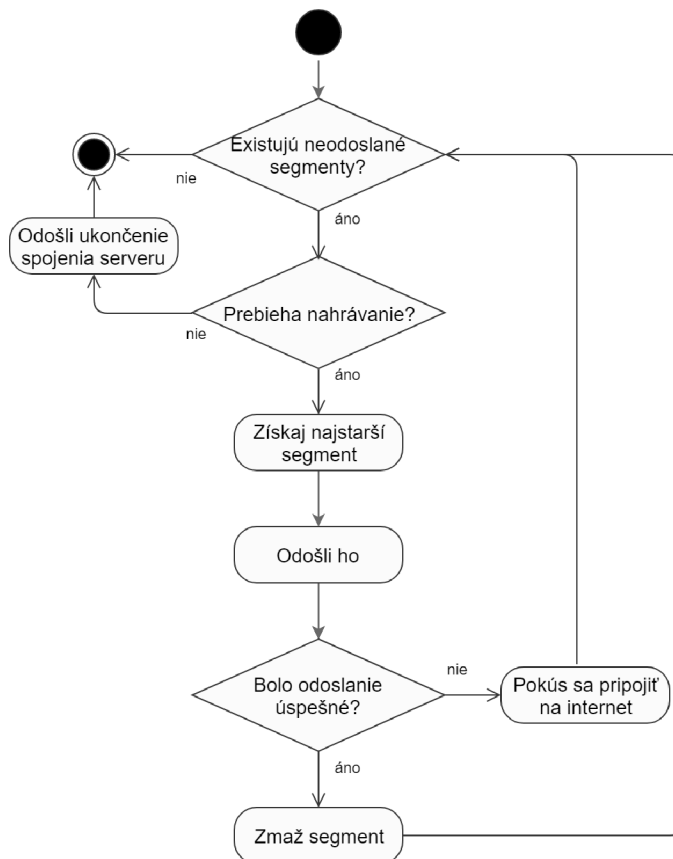 Existujú neodoslané
segmenty?
nie
áno
Odošli ukončenie
spojenia serveru
Prebieha nahrávanie?
nie
áno
Získaj najstarší
segment
Odošli ho
Bolo odoslanie
úspešné?
nie
Pokús sa pripojiť
na internet
áno
Zmaž segment